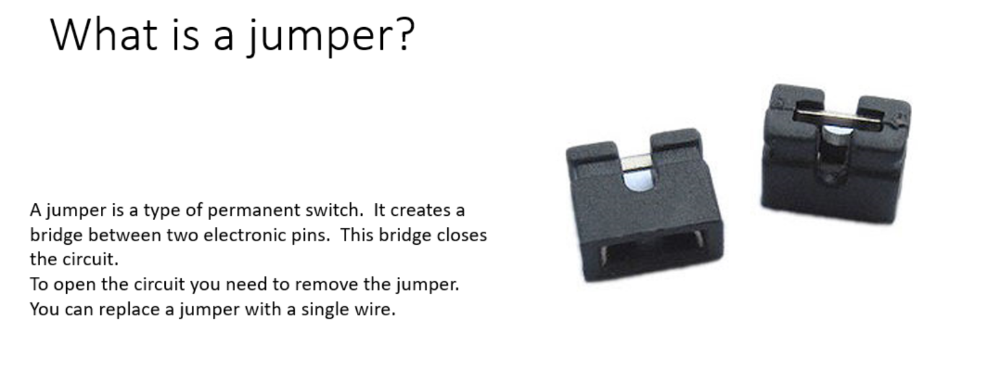 What is a jumper?
A jumper is a type of permanent switch.  It creates a
bridge between two electronic pins.  This bridge closes
the circuit.
To open the circuit you need to remove the jumper.
You can replace a jumper with a single wire.